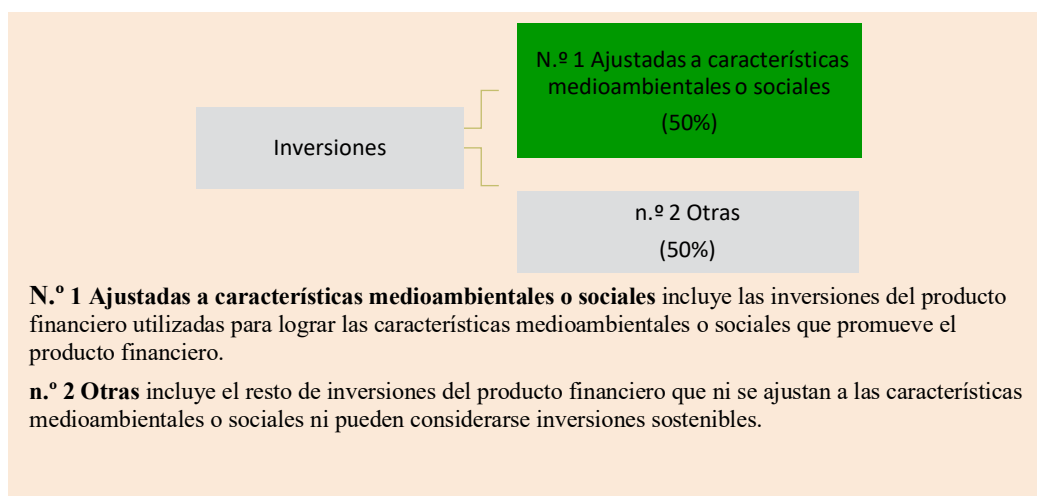 N.º 1 Ajustadas a características
medioambientales o sociales
(50%)
Inversiones
n.º 2 Otras
(50%)
N.º 1 Ajustadas a características medioambientales o sociales incluye las inversiones del producto
financiero utilizadas para lograr las características medioambientales o sociales que promueve el
producto financiero.
n.º 2 Otras incluye el resto de inversiones del producto financiero que ni se ajustan a las características
medioambientales o sociales ni pueden considerarse inversiones sostenibles.